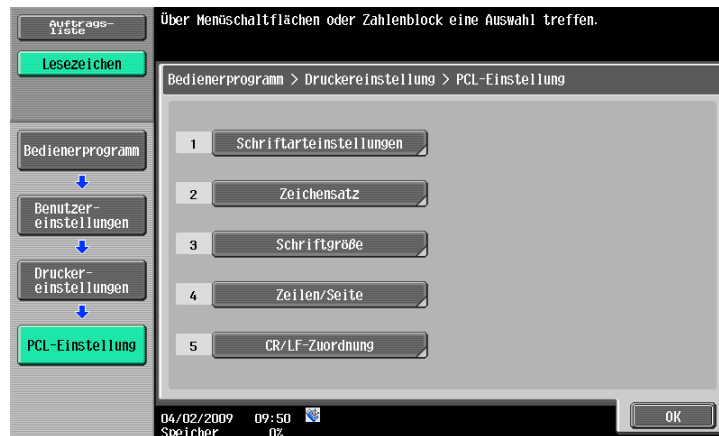 Auftrags-
liste
Über Menüschaltflächen oder Zahlenblock eine Auswahl treffen.
Lesezeichen
Bedienerprogramm > Druckereinstellung > PCL-Einstellung
Bedienerprogramm
Benutzer-
einstellungen
Drucker-
einstellungen
PCL-Einstellung
1 Schriftarteinstellungen
2 Zeichensatz
3 Schriftgröße
4 Zeilen/Seite
5 CR/LF-Zuordnung
04/02/2009 09:50
Speicher 0%
OK